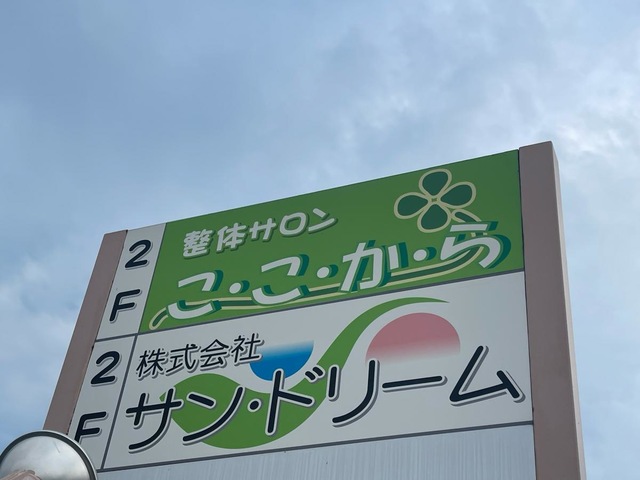 2F
整体サロン
こ・こ・か・ら
2F
株式会社
サン・ドリーム